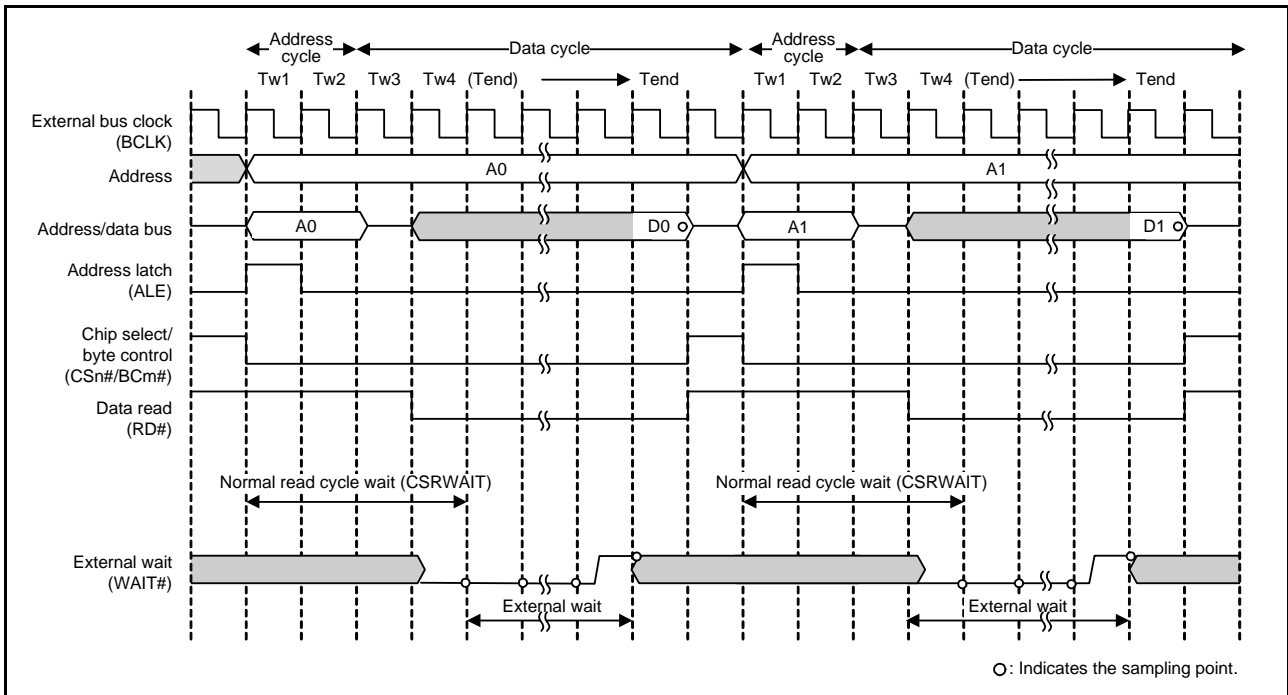 Address cycle
Data cycle
Address cycle
Data cycle
Tw1 Tw2 Tw3 Tw4 (Tend) Tend Tw1 Tw2 Tw3 Tw4 (Tend) Tend
External bus clock
(BCLK)
Address
A0
A1
Address/data bus
A0
D0
A1
D1
Address latch
(ALE)
Chip select/
byte control
(CSn#/BCm#)
Data read
(RD#)
Normal read cycle wait (CSRWAIT)
Normal read cycle wait (CSRWAIT)
External wait
(WAIT#)
External wait
External wait
: Indicates the sampling point.